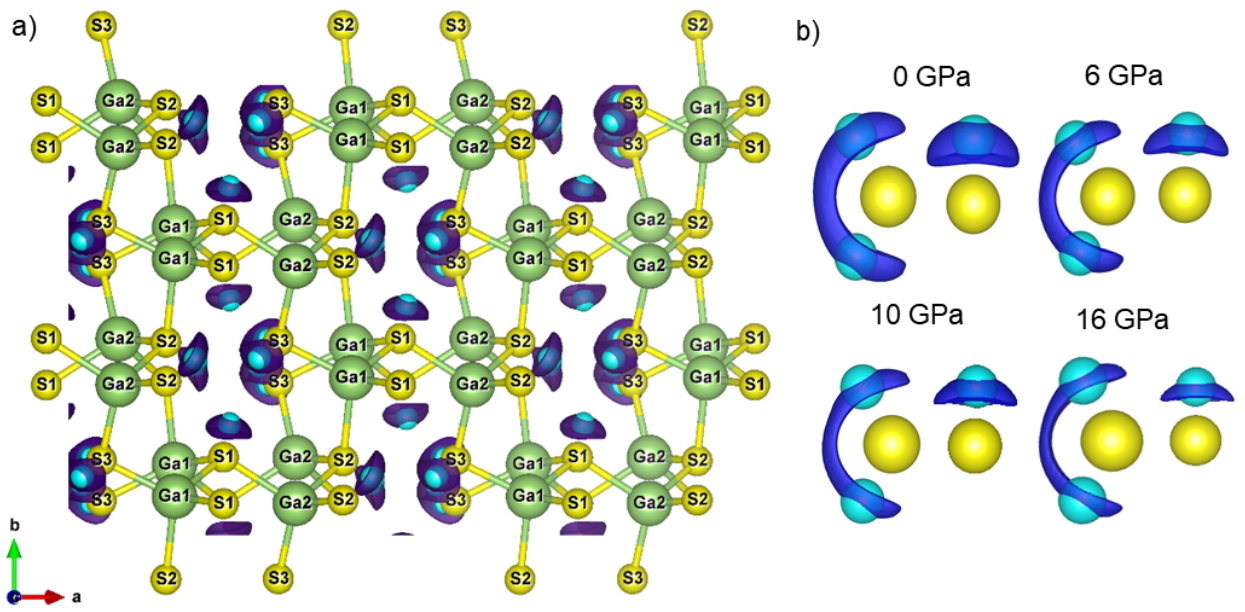 a)
S3 S2 S3 S2
S1 Ga2 S2 S3 Ga1 S1 Ga2 S2 S3 Ga1 S1
S1 Ga2 S2 S3 Ga1 S1 Ga2 S2 S3 Ga1 S1
S3 Ga1 S1 Ga2 S2 S3 Ga1 S1 Ga2 S2
S3 Ga1 S1 Ga2 S2 S3 Ga1 S1 Ga2 S2
S1 Ga2 S2 S3 Ga1 S1 Ga2 S2 S3 Ga1 S1
S1 Ga2 S2 S3 Ga1 S1 Ga2 S2 S3 Ga1 S1
S3 Ga1 S1 Ga2 S2 S3 Ga1 S1 Ga2 S2
S3 Ga1 S1 Ga2 S2 S3 Ga1 S1 Ga2 S2
S2 S3 S2 S3
b
a
b)
0 GPa 6 GPa
10 GPa 16 GPa